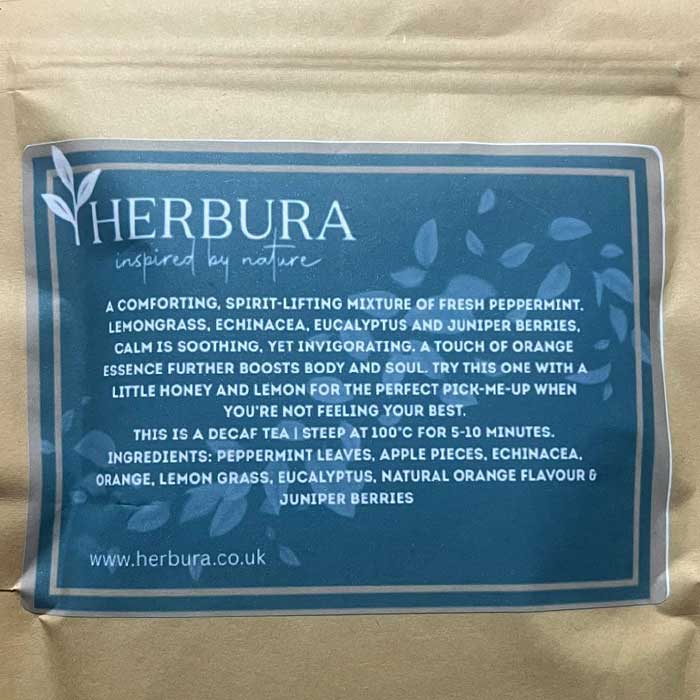 HERBURA
inspired by nature
A COMFORTING, SPIRIT-LIFTING MIXTURE OF FRESH PEPPERMINT,
LEMONGRASS, ECHINACEA, EUCALYPTUS AND JUNIPER BERRIES,
CALM IS SOOTHING, YET INVIGORATING. A TOUCH OF ORANGE
ESSENCE FURTHER BOOSTS BODY AND SOUL. TRY THIS ONE WITH A
LITTLE HONEY AND LEMON FOR THE PERFECT PICK-ME-UP WHEN
YOU'RE NOT FEELING YOUR BEST.
THIS IS A DECAF TEA | STEEP AT 100°C FOR 5-10 MINUTES.
INGREDIENTS: PEPPERMINT LEAVES, APPLE PIECES, ECHINACEA,
ORANGE, LEMON GRASS, EUCALYPTUS, NATURAL ORANGE FLAVOUR &
JUNIPER BERRIES
www.herbura.co.uk